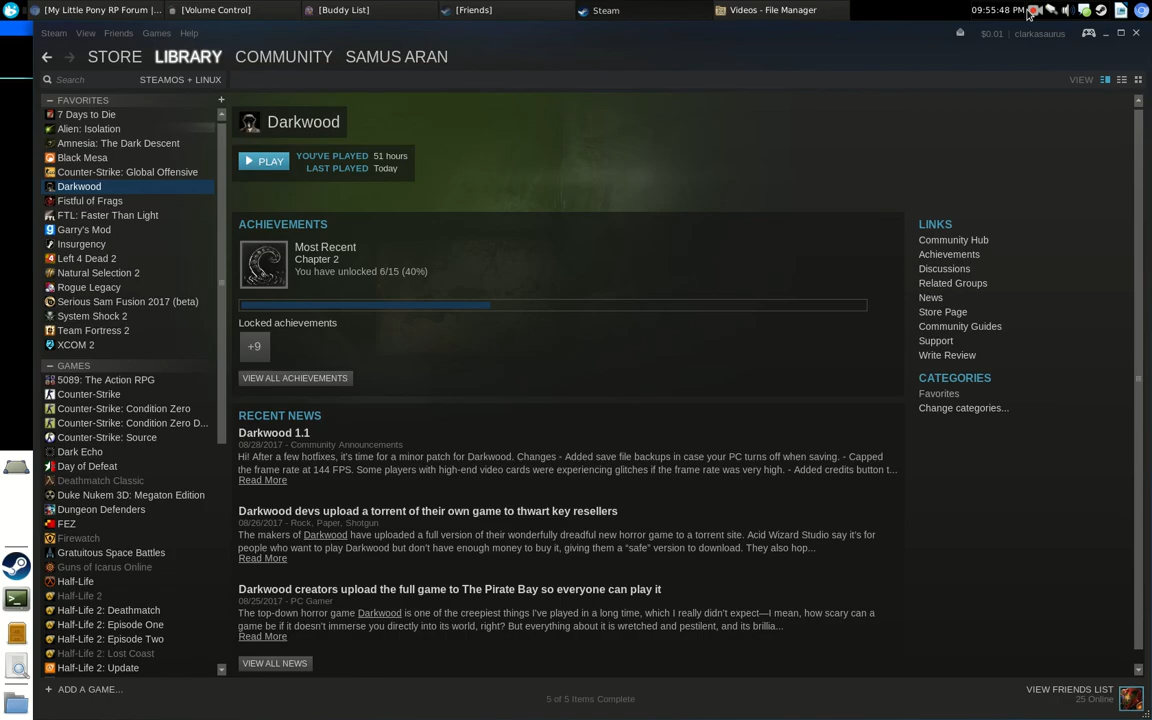 [My Little Pony RP Forum |...
[Volume Control]
[Buddy List]
[Friends]
Steam
Videos - File Manager
09:55:48 PM
Steam View Friends Games Help
$0.01 | clarkasaurus
STORE LIBRARY COMMUNITY SAMUS ARAN
Search STEAMOS + LINUX
VIEW
FAVORITES
7 Days to Die
Alien: Isolation
Amnesia: The Dark Descent
Black Mesa
Counter-Strike: Global Offensive
Darkwood
Fistful of Frags
FTL: Faster Than Light
Garry's Mod
Insurgency
Left 4 Dead 2
Natural Selection 2
Rogue Legacy
Serious Sam Fusion 2017 (beta)
System Shock 2
Team Fortress 2
XCOM 2
GAMES
5089: The Action RPG
Counter-Strike
Counter-Strike: Condition Zero
Counter-Strike: Condition Zero D...
Counter-Strike: Source
Dark Echo
Day of Defeat
Deathmatch Classic
Duke Nukem 3D: Megaton Edition
Dungeon Defenders
FEZ
Firewatch
Gratuitous Space Battles
Guns of Icarus Online
Half-Life
Half-Life 2
Half-Life 2: Deathmatch
Half-Life 2: Episode One
Half-Life 2: Episode Two
Half-Life 2: Lost Coast
Half-Life 2: Update
+ ADD A GAME...
Darkwood
PLAY
YOU'VE PLAYED 51 hours
LAST PLAYED Today
ACHIEVEMENTS
Most Recent
Chapter 2
You have unlocked 6/15 (40%)
Locked achievements
+9
VIEW ALL ACHIEVEMENTS
RECENT NEWS
Darkwood 1.1
08/28/2017 - Community Announcements
Hi! After a few hotfixes, it's time for a minor patch for Darkwood. Changes - Added save file backups in case your PC turns off when saving. - Capped
the frame rate at 144 FPS. Some players with high-end video cards were experiencing glitches if the frame rate was very high. - Added credits button t...
Read More
Darkwood devs upload a torrent of their own game to thwart key resellers
08/26/2017 - Rock, Paper, Shotgun
The makers of Darkwood have uploaded a full version of their wonderfully dreadful new horror game to a torrent site. Acid Wizard Studio say it's for
people who want to play Darkwood but don't have enough money to buy it, giving them a “safe” version to download. They also hop...
Read More
Darkwood creators upload the full game to The Pirate Bay so everyone can play it
08/25/2017 - PC Gamer
The top-down horror game Darkwood is one of the creepiest things I've played in a long time, which I really didn't expect—I mean, how scary can a
game be if it doesn't immerse you directly into its world, right? But everything about it is wretched and pestilent, and its brillia...
Read More
VIEW ALL NEWS
LINKS
Community Hub
Achievements
Discussions
Related Groups
News
Store Page
Community Guides
Support
Write Review
CATEGORIES
Favorites
Change categories...
5 of 5 Items Complete
VIEW FRIENDS LIST
25 Online